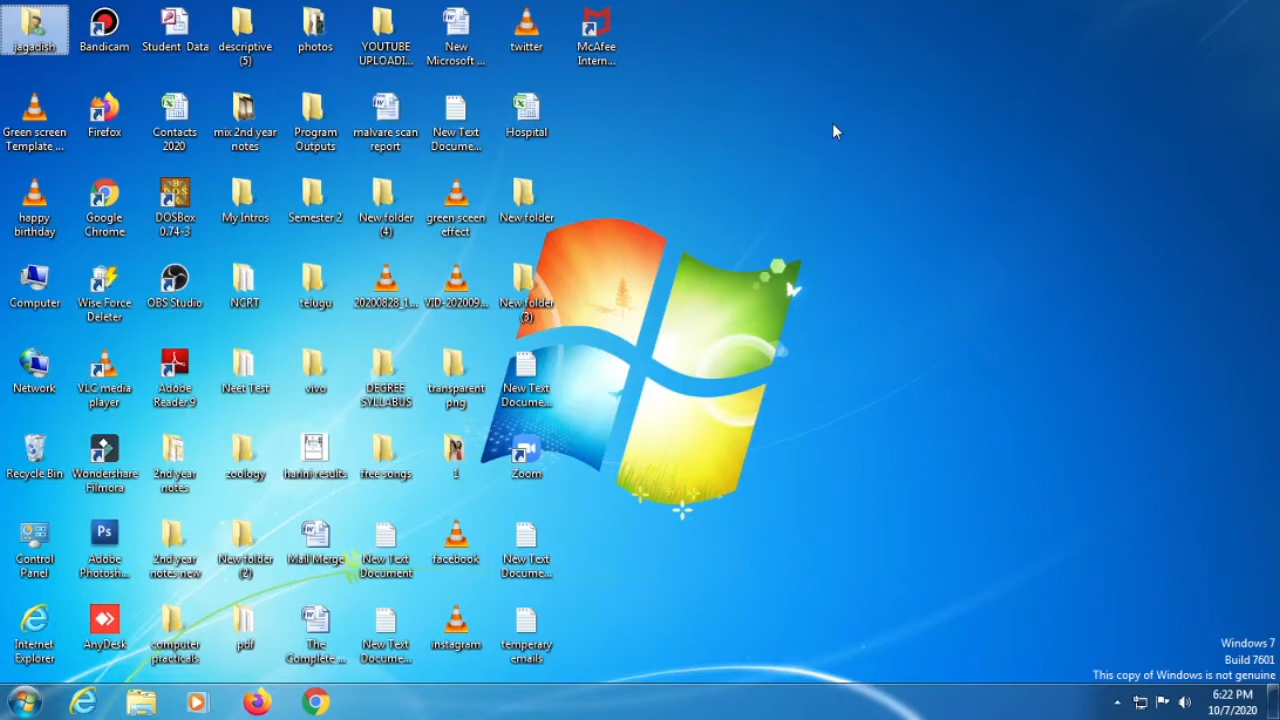 jagadish
Bandicam
Student Data
descriptive
(5)
photos
YOUTUBE
UPLOADI...
New
Microsoft ...
twitter
McAfee
Intern...
Green screen
Template ...
Firefox
Contacts
2020
mix 2nd year
notes
Program
Outputs
malvare scan
report
New Text
Docume...
Hospital
happy
birthday
Google
Chrome
DOSBox
0.74-3
My Intros
Semester 2
New folder
(4)
green sceen
effect
New folder
Computer
Wise Force
Deleter
OBS Studio
NCRT
telugu
20200828_1...
VID-202009...
New folder
(3)
Network
VLC media
player
Adobe
Reader 9
Neet Test
vivo
DEGREE
SYLLABUS
transparent
png
New Text
Docume...
Recycle Bin
Wondershare
Filmora
2nd year
notes
zoology
harini results
free songs
1
Zoom
Control
Panel
Ps
Adobe
Photosh...
2nd year
notes new
New folder
(2)
Mail Merge
New Text
Document
facebook
New Text
Docume...
Internet
Explorer
AnyDesk
computer
practicals
pdf
The
Complete ...
New Text
Docume...
instagram
temperary
emails
Windows 7
Build 7601
This copy of Windows is not genuine
6:22 PM
10/7/2020